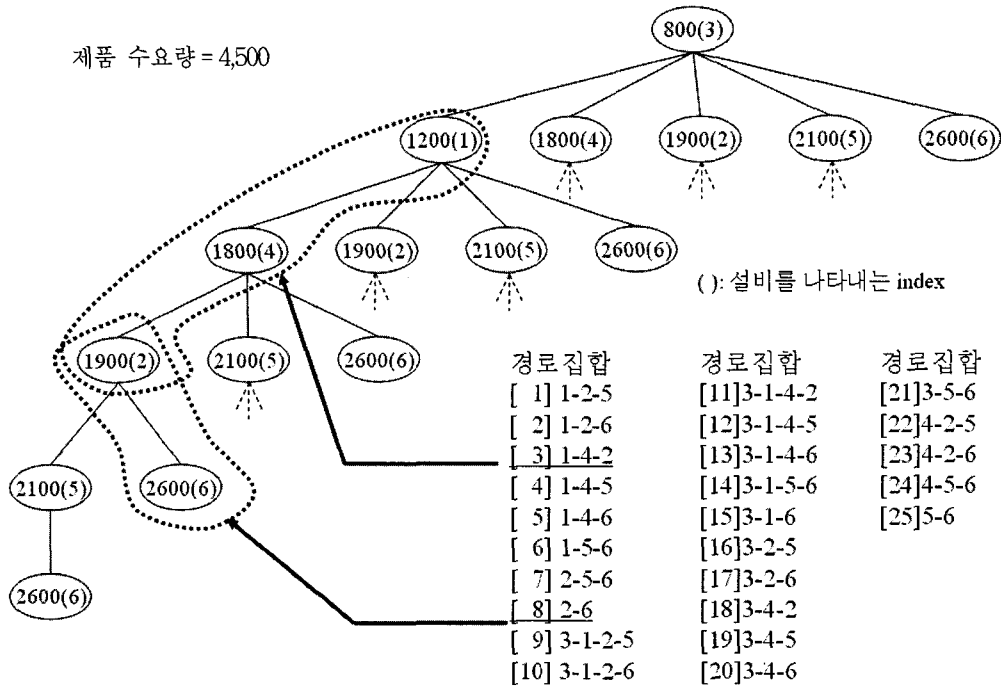 제품 수요량 = 4,500
800(3)
1200(1)
1800(4)
1900(2)
2100(5)
2600(6)
1800(4)
1900(2)
2100(5)
2600(6)
( ): 설비를 나타내는 index
1900(2)
2100(5)
2600(6)
2100(5)
2600(6)
2600(6)
경로집합
[ 1] 1-2-5
[ 2] 1-2-6
[ 3] 1-4-2
[ 4] 1-4-5
[ 5] 1-4-6
[ 6] 1-5-6
[ 7] 2-5-6
[ 8] 2-6
[ 9] 3-1-2-5
[10] 3-1-2-6
경로집합
[11]3-1-4-2
[12]3-1-4-5
[13]3-1-4-6
[14]3-1-5-6
[15]3-1-6
[16]3-2-5
[17]3-2-6
[18]3-4-2
[19]3-4-5
[20]3-4-6
경로집합
[21]3-5-6
[22]4-2-5
[23]4-2-6
[24]4-5-6
[25]5-6